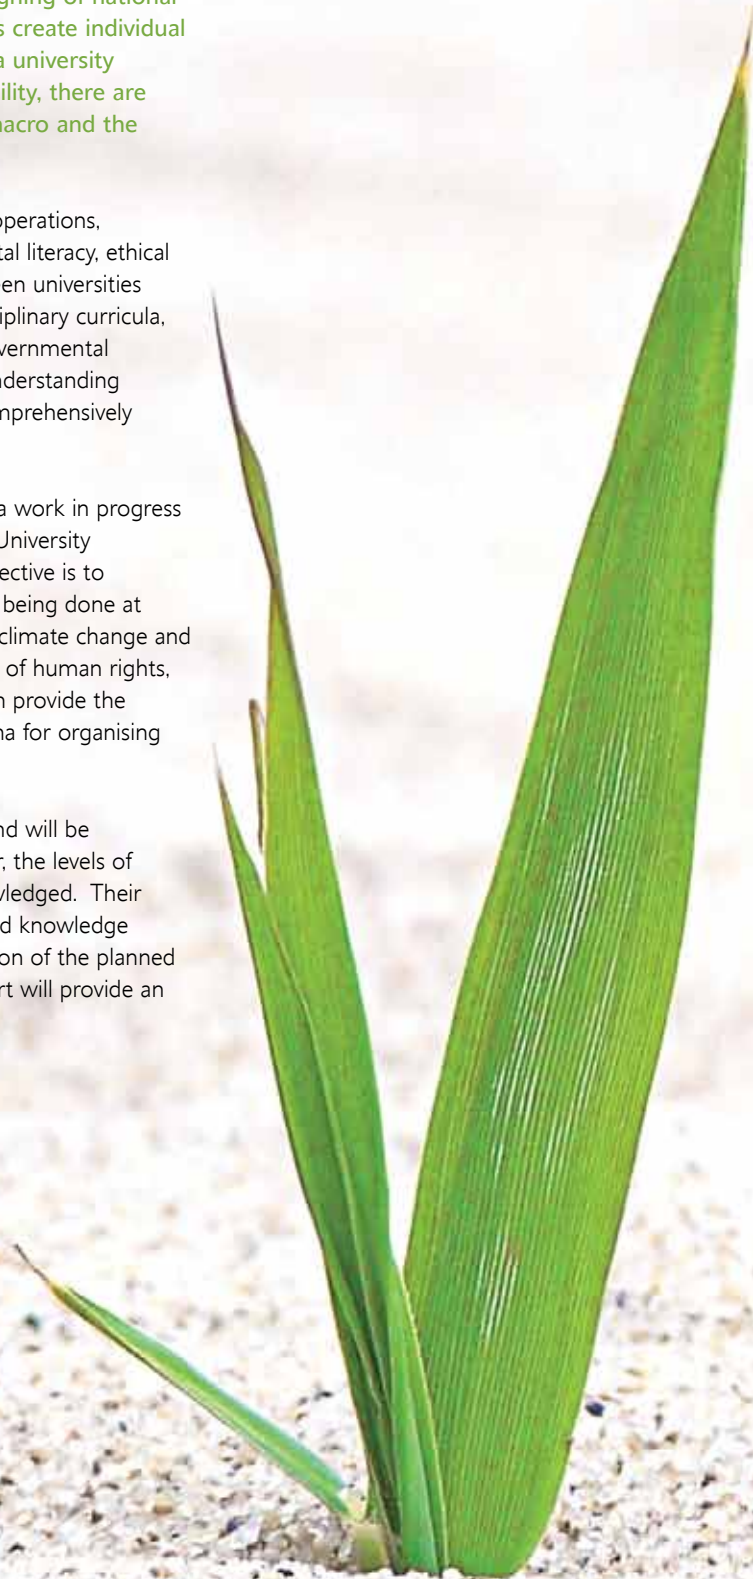 s create individual
a university
ility, there are
acro and the
operations,
tal literacy, ethical
en universities
iplinary curricula,
vernmental
nderstanding
mprehensively
a work in progress
University
ective is to
being done at
climate change and
of human rights,
n provide the
na for organising
nd will be
r, the levels of
vledged. Their
d knowledge
on of the planned
rt will provide an